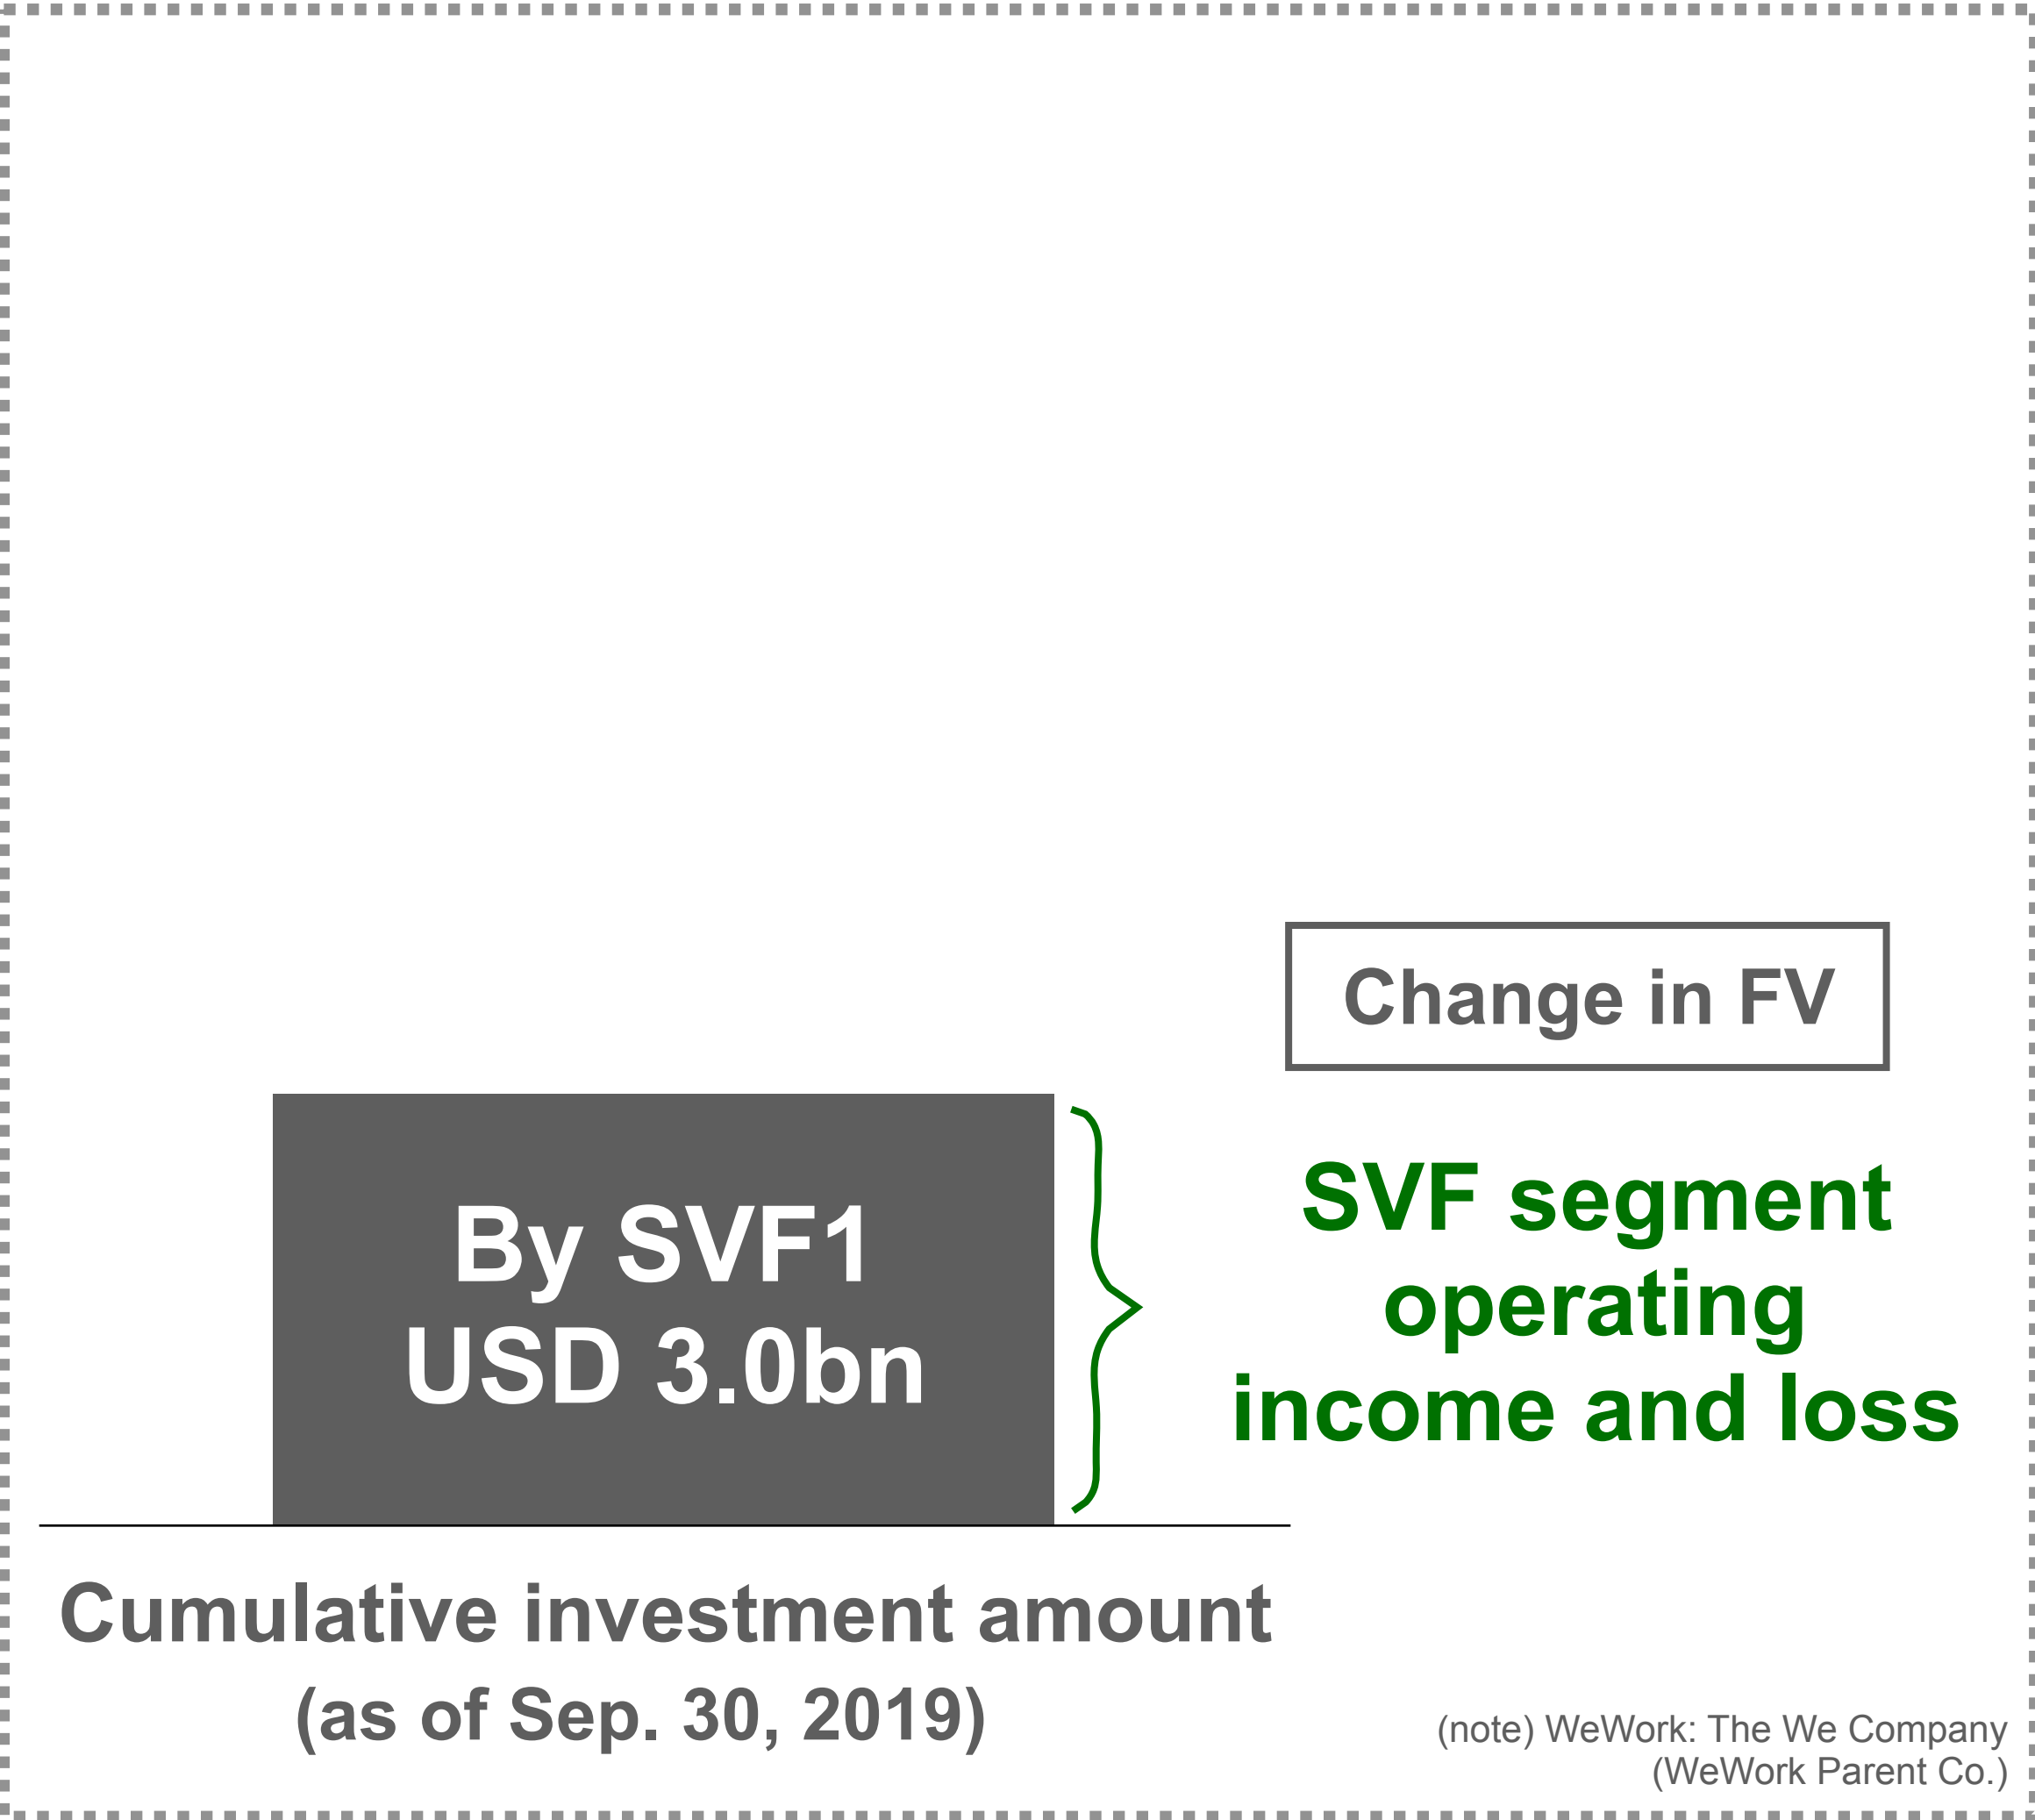 Change in FV
By SVF1
USD 3.0bn
SVF segment
operating
income and loss
Cumulative investment amount
(as of Sep. 30, 2019)
(note) WeWork: The We Company
(WeWork Parent Co.)